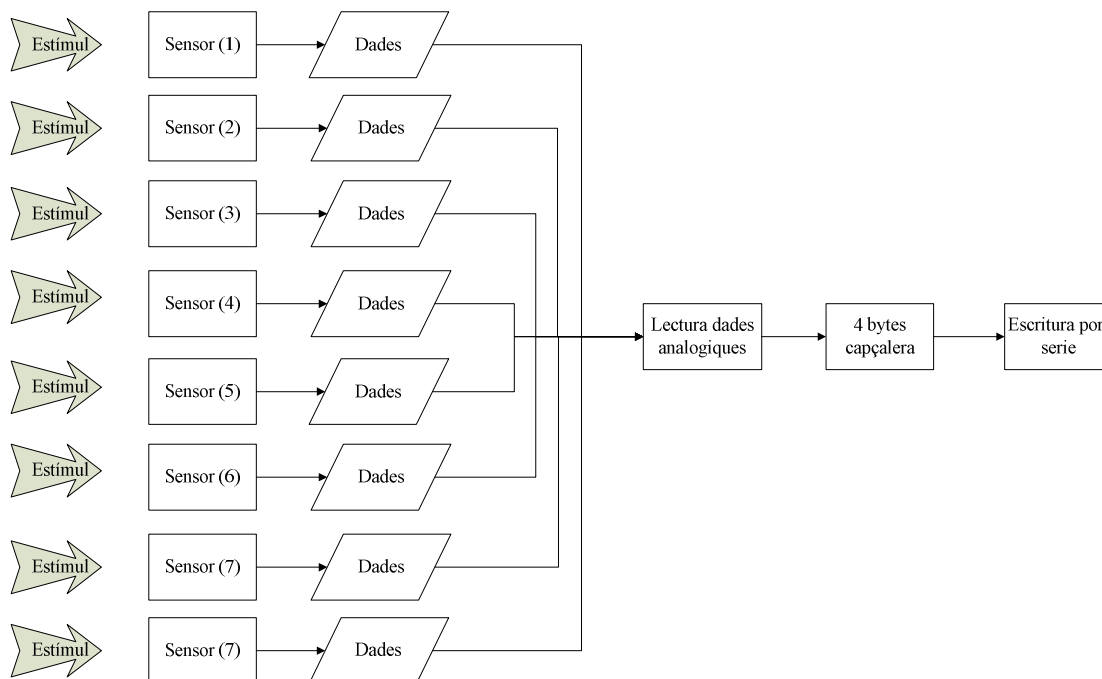 Estímul
Sensor (1)
Dades
Estímul
Sensor (2)
Dades
Estímul
Sensor (3)
Dades
Estímul
Sensor (4)
Dades
Estímul
Sensor (5)
Dades
Estímul
Sensor (6)
Dades
Estímul
Sensor (7)
Dades
Estímul
Sensor (7)
Dades
Lectura dades
analogiques
4 bytes
capçalera
Escritura por
serie